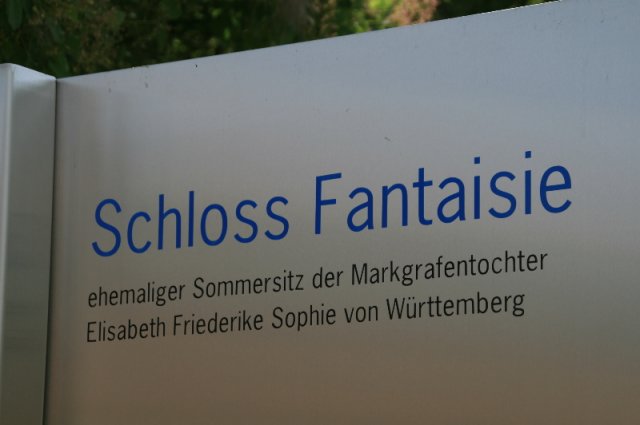 Schloss Fantaisie
ehemaliger Sommersitz der Markgrafentochter
Elisabeth Friederike Sophie von Württemberg